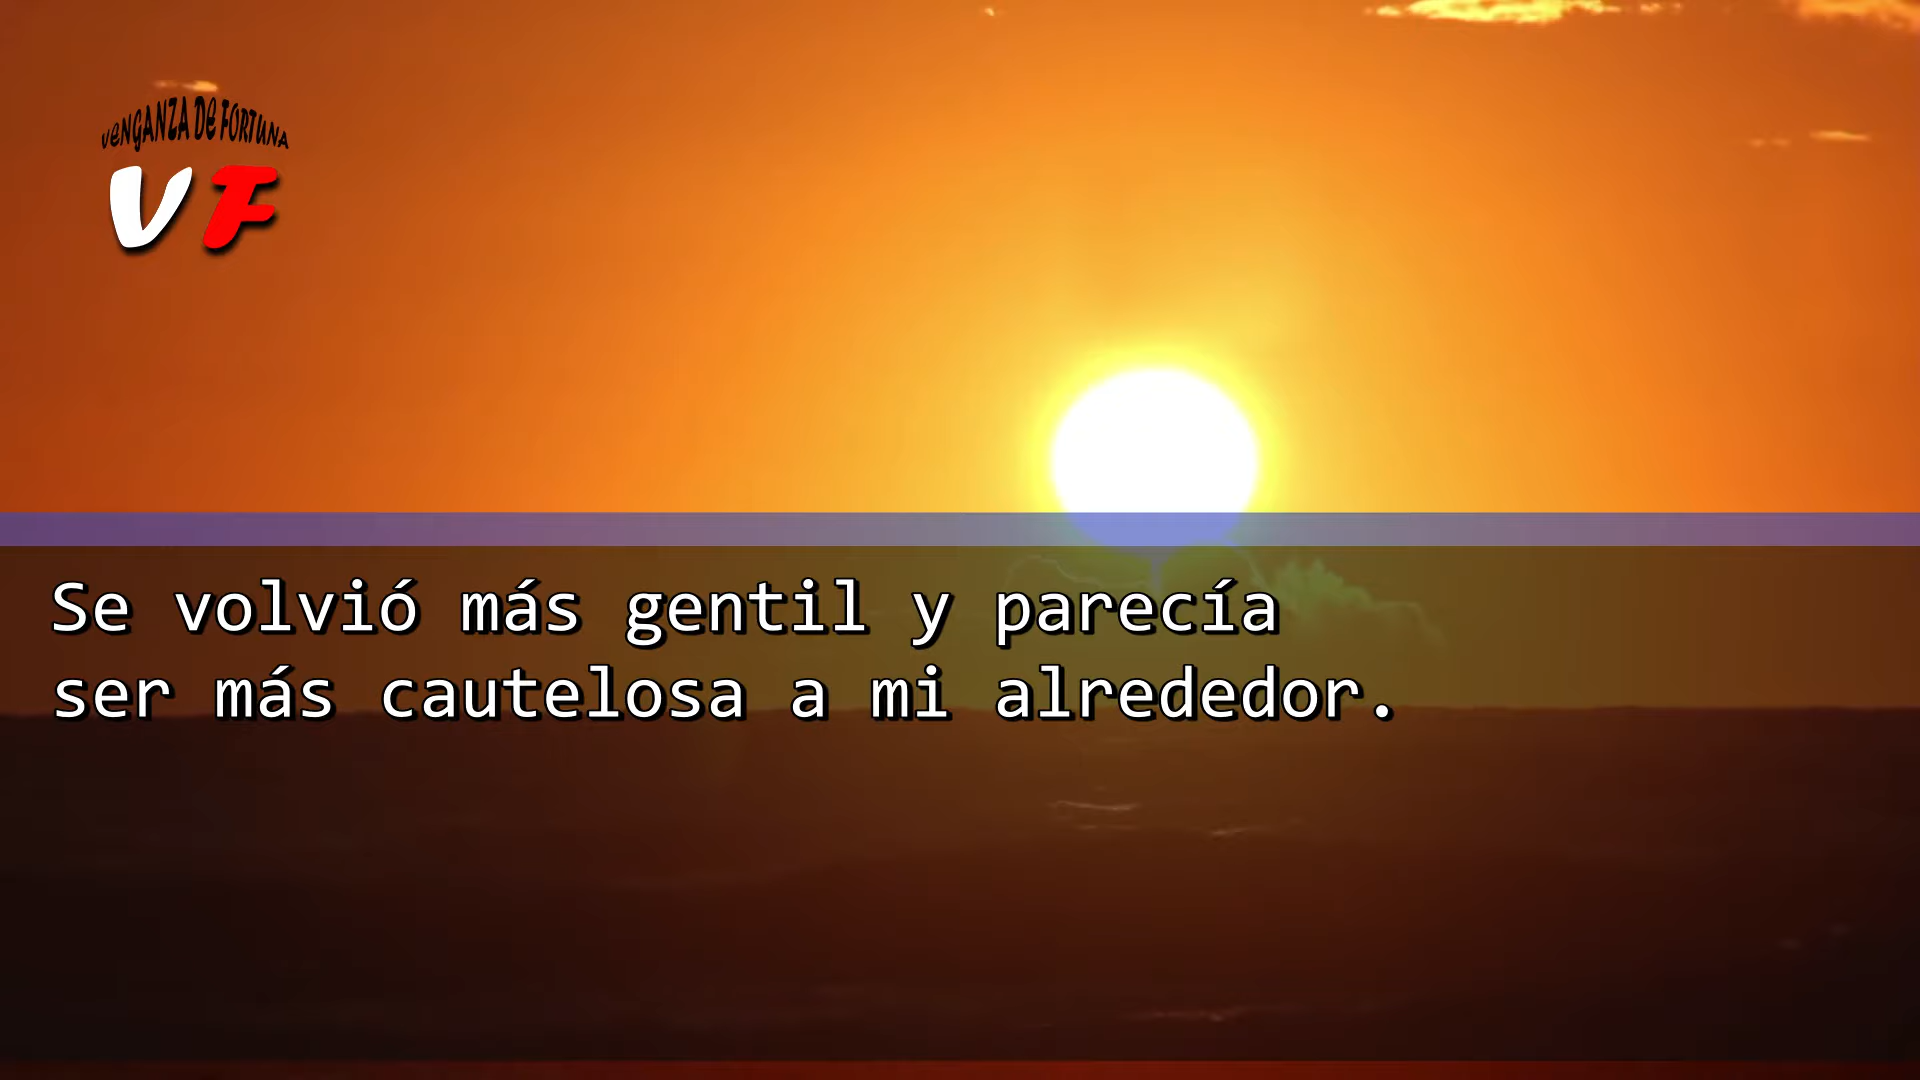 VENGANZA DE FORTUNA
VF
Se volvió más gentil y parecía
ser más cautelosa a mi alrededor.